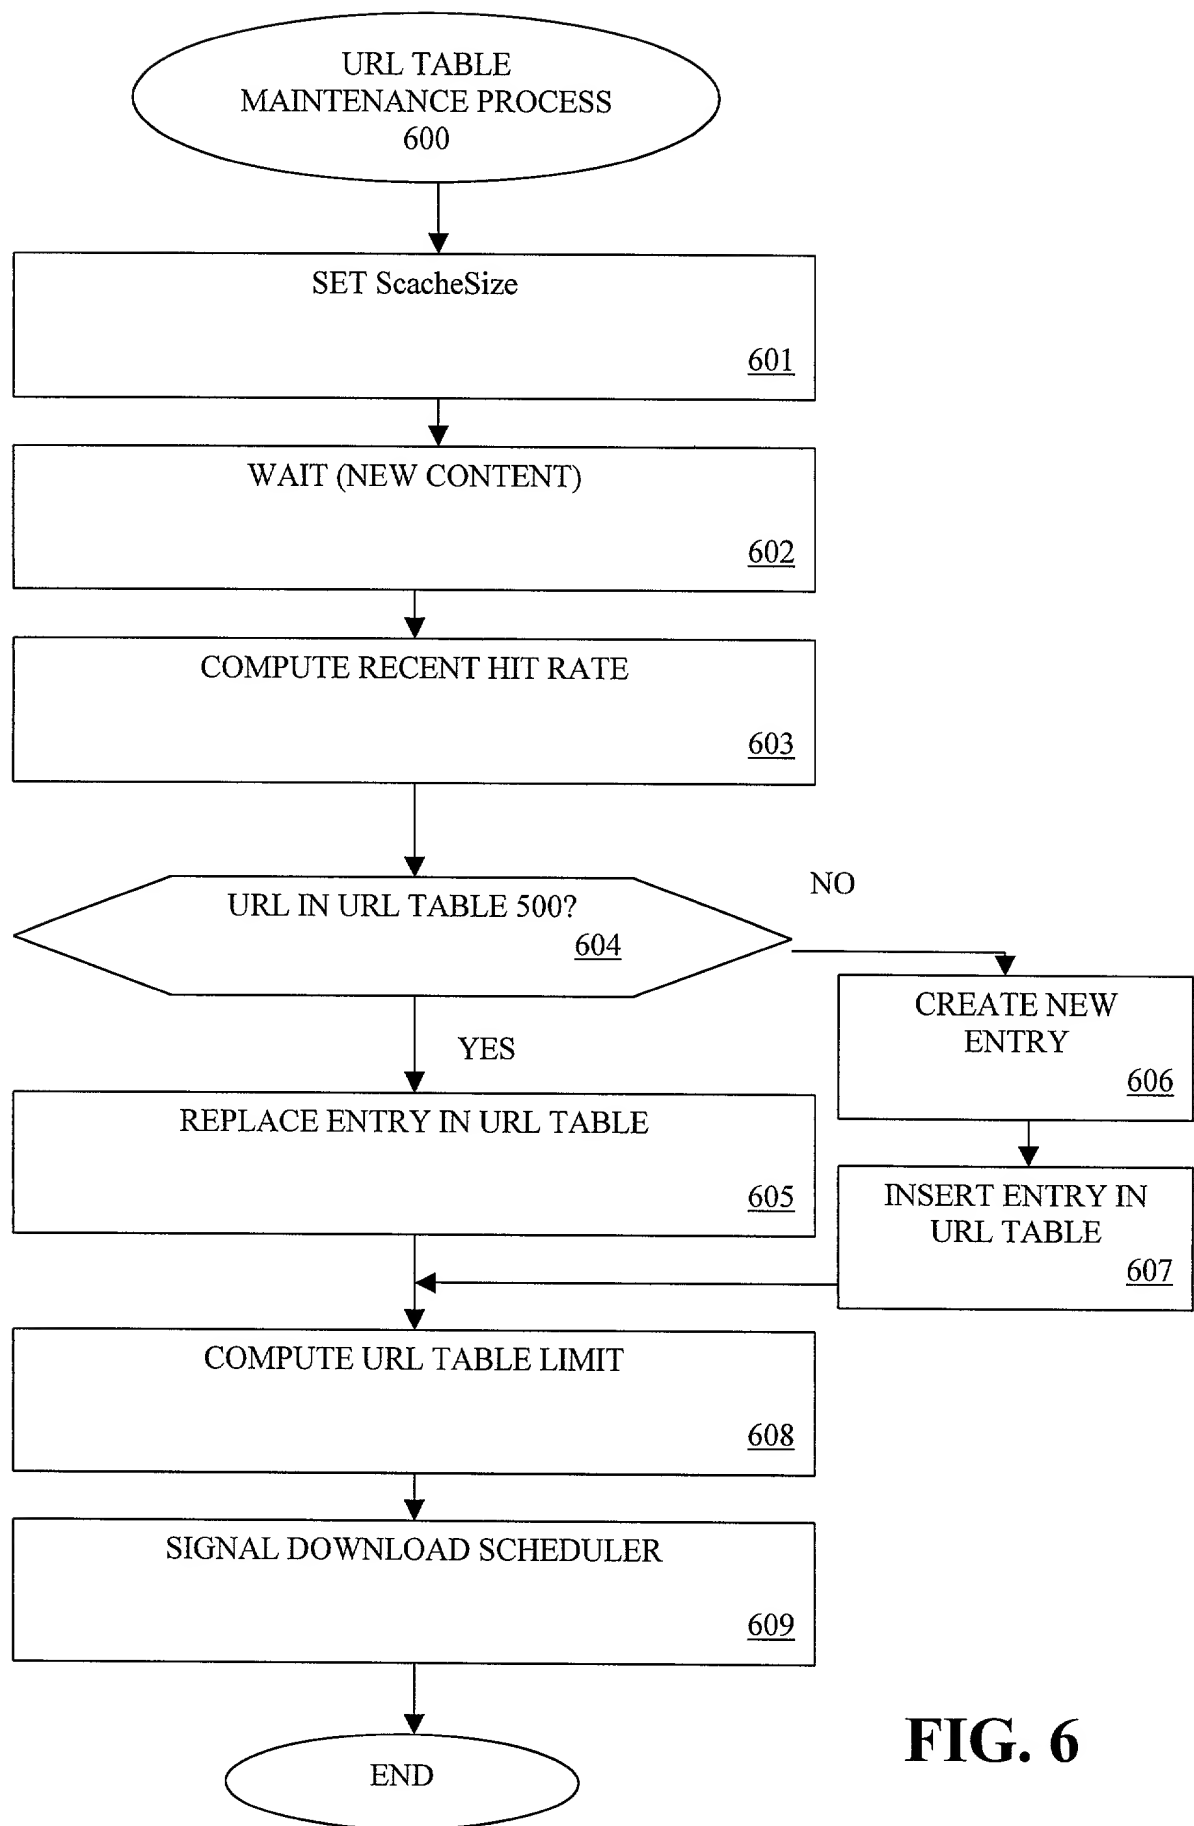 URL TABLE
MAINTENANCE PROCESS
600
SET ScacheSize
601
WAIT (NEW CONTENT)
602
COMPUTE RECENT HIT RATE
603
URL IN URL TABLE 500?
604
NO
CREATE NEW
ENTRY
606
YES
REPLACE ENTRY IN URL TABLE
605
INSERT ENTRY IN
URL TABLE
607
COMPUTE URL TABLE LIMIT
608
SIGNAL DOWNLOAD SCHEDULER
609
END
FIG. 6